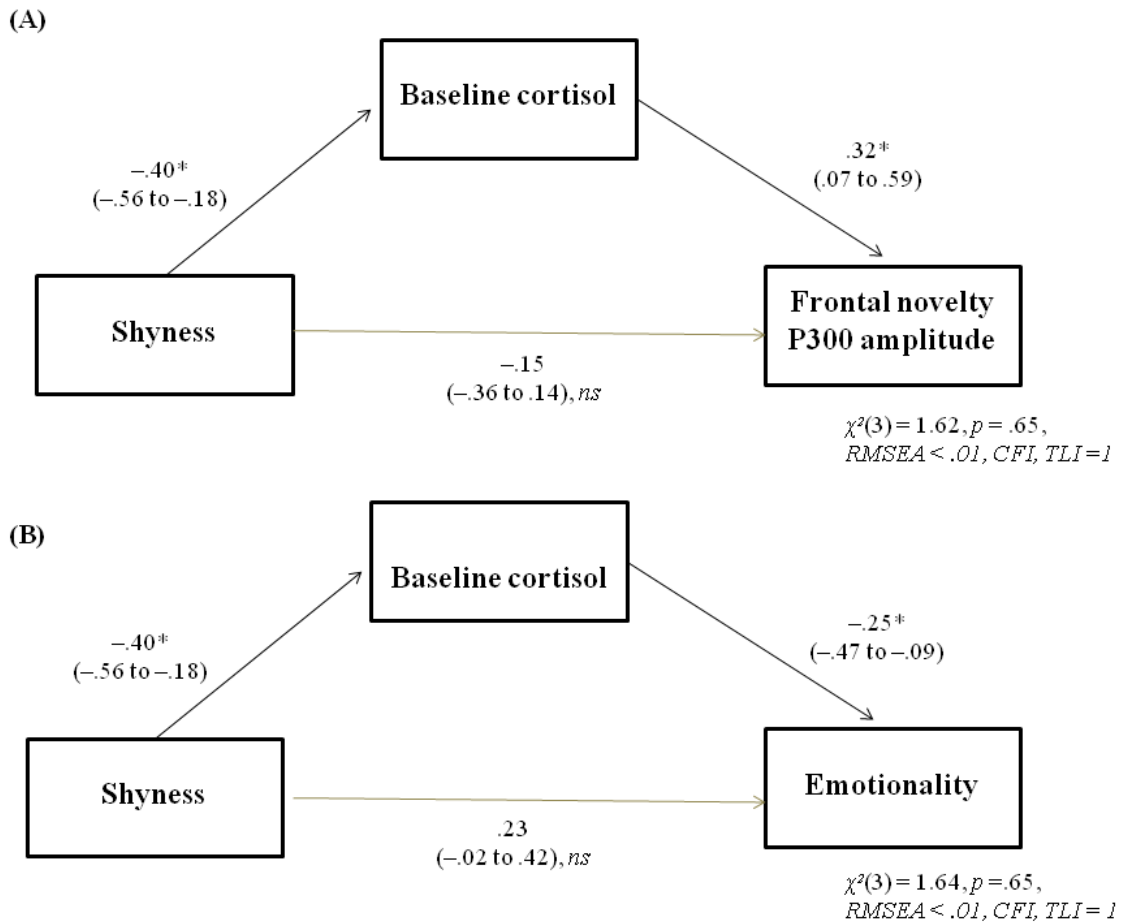 (A)
Baseline cortisol
–.40*
(–.56 to –.18)
.32*
(.07 to .59)
Shyness
Frontal novelty
P300 amplitude
–.15
(–.36 to .14), ns
χ²(3) = 1.62, p = .65,
RMSEA < .01, CFI, TLI = 1
(B)
Baseline cortisol
–.40*
(–.56 to –.18)
–.25*
(–.47 to –.09)
Shyness
Emotionality
.23
(–.02 to .42), ns
χ²(3) = 1.64, p = .65,
RMSEA < .01, CFI, TLI = 1